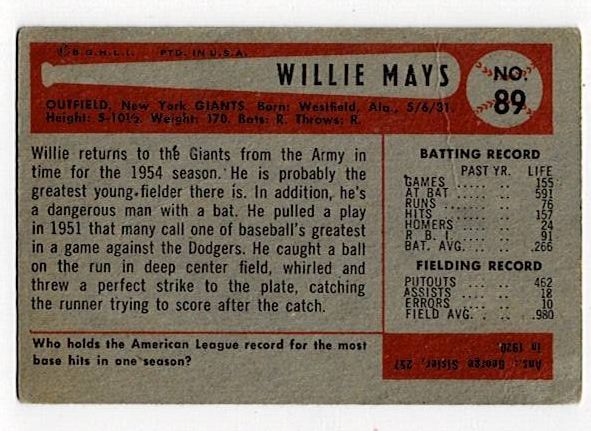 © B.G.H.L.I. PTD. IN U.S.A.
WILLIE MAYS
NO.
89
OUTFIELD, New York GIANTS. Born: Westfield, Ala., 5/6/31.
Height: 5-10½. Weight: 170. Bats: R. Throws: R.
Willie returns to the Giants from the Army in
time for the 1954 season. He is probably the
greatest young fielder there is. In addition, he's
a dangerous man with a bat. He pulled a play
in 1951 that many call one of baseball's greatest
in a game against the Dodgers. He caught a ball
on the run in deep center field, whirled and
threw a perfect strike to the plate, catching
the runner trying to score after the catch.
Who holds the American League record for the most
base hits in one season?
BATTING RECORD
PAST YR. LIFE
GAMES .... .. 155
AT BAT .... .. 591
RUNS .... .. 76
HITS .... .. 157
HOMERS .... .. 24
R. B. I. .... .. 91
BAT. AVG. .. .. .266
FIELDING RECORD
PUTOUTS .... .. 462
ASSISTS .... .. 18
ERRORS .... .. 10
FIELD AVG. .. .. .980
Ans.: George Sisler, 257
in 1920